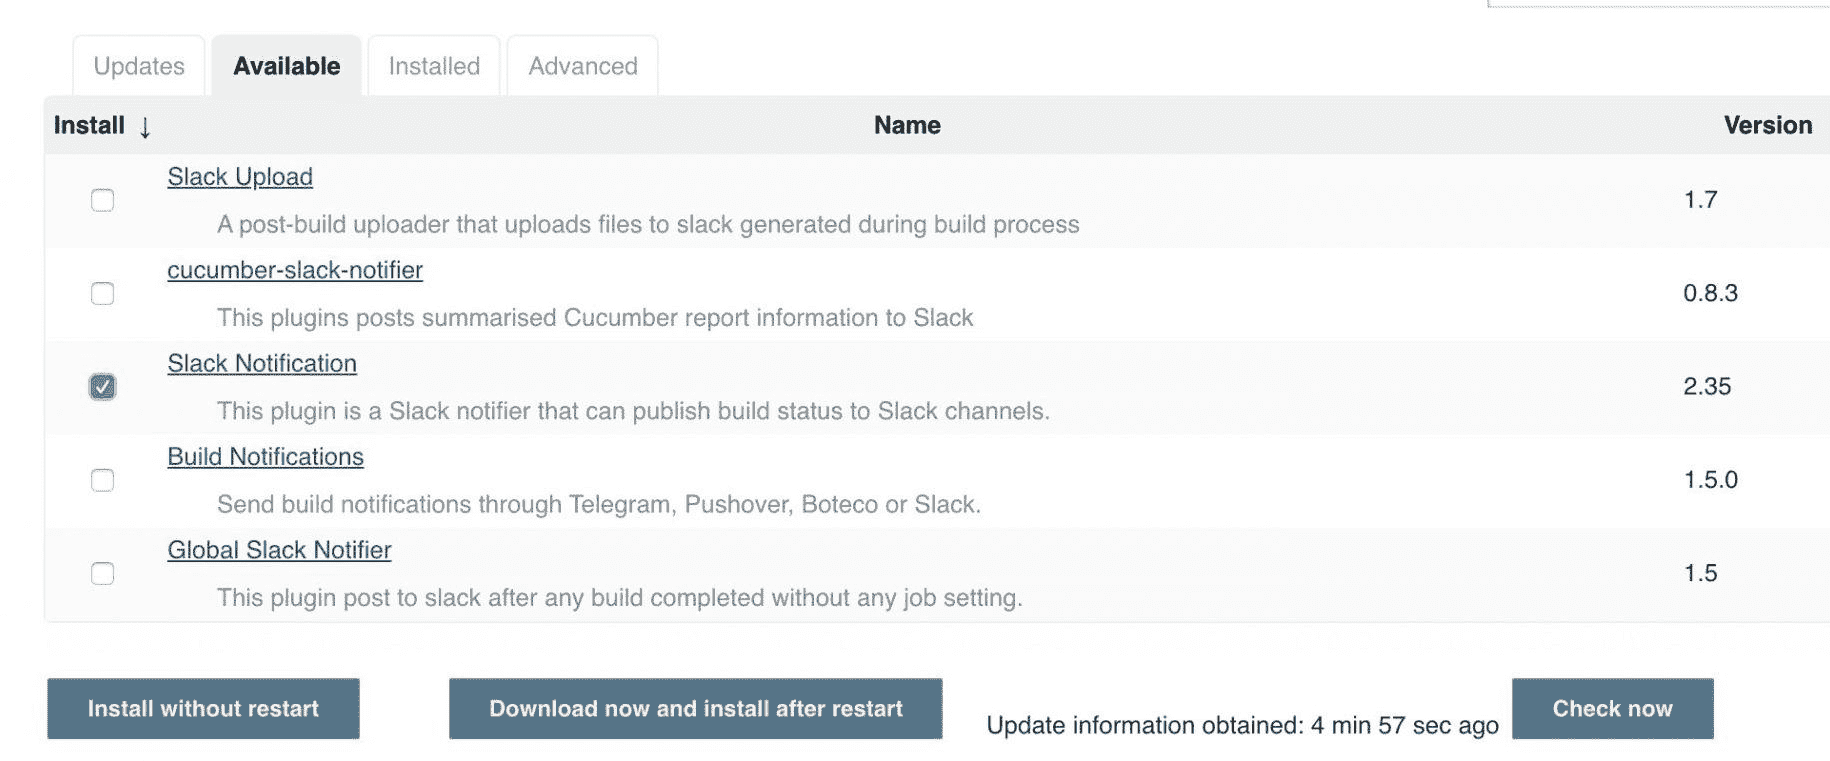 Updates Available Installed Advanced
Install ↓ Name Version
Slack Upload
A post-build uploader that uploads files to slack generated during build process
1.7
cucumber-slack-notifier
This plugins posts summarised Cucumber report information to Slack
0.8.3
Slack Notification
This plugin is a Slack notifier that can publish build status to Slack channels.
2.35
Build Notifications
Send build notifications through Telegram, Pushover, Boteco or Slack.
1.5.0
Global Slack Notifier
This plugin post to slack after any build completed without any job setting.
1.5
Install without restart Download now and install after restart Update information obtained: 4 min 57 sec ago Check now